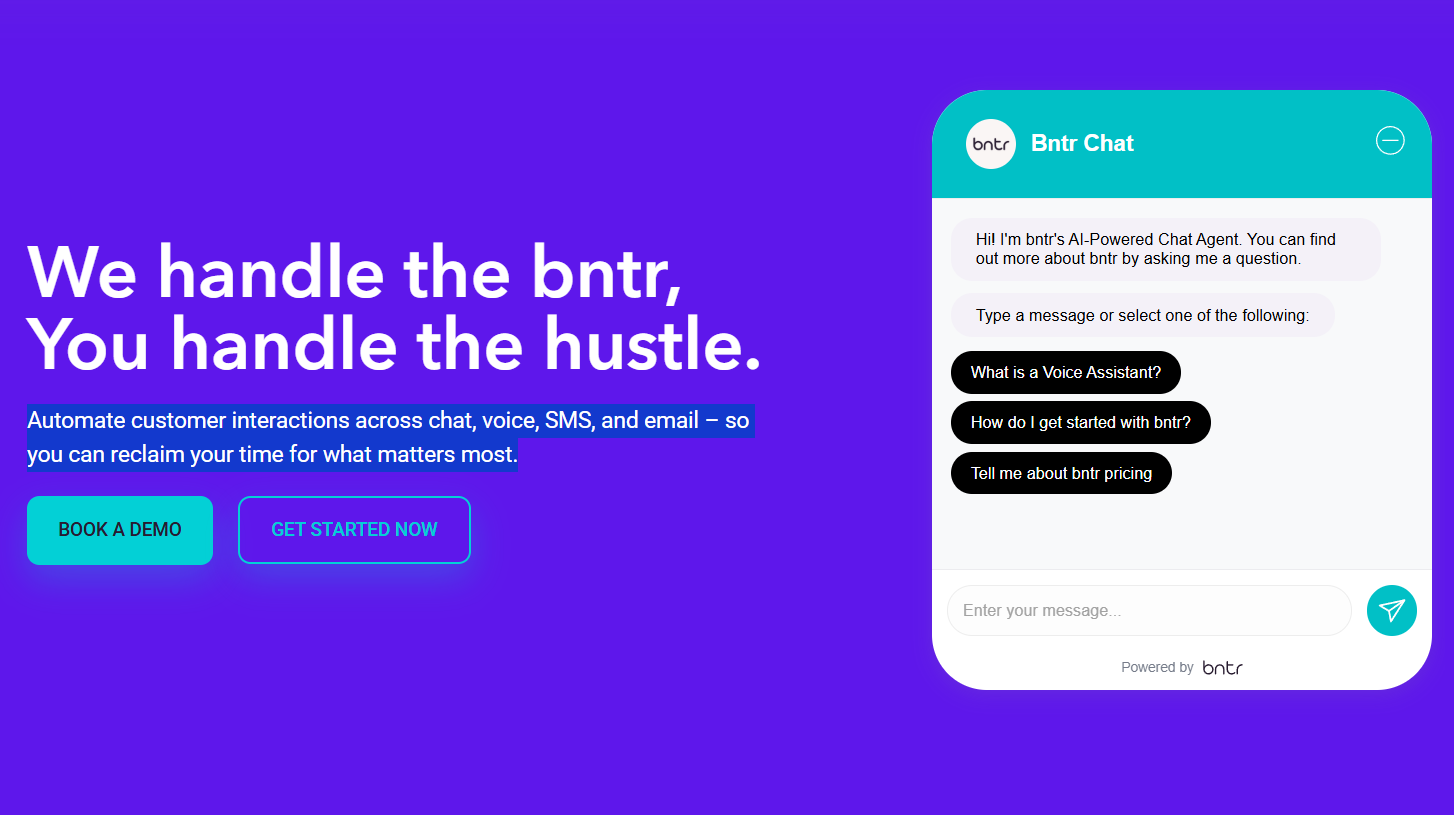 We handle the bntr,
You handle the hustle.
Automate customer interactions across chat, voice, SMS, and email – so
you can reclaim your time for what matters most.
BOOK A DEMO
GET STARTED NOW
bntr
Bntr Chat
Hi! I'm bntr's AI-Powered Chat Agent. You can find
out more about bntr by asking me a question.
Type a message or select one of the following:
What is a Voice Assistant?
How do I get started with bntr?
Tell me about bntr pricing
Enter your message...
Powered by bntr